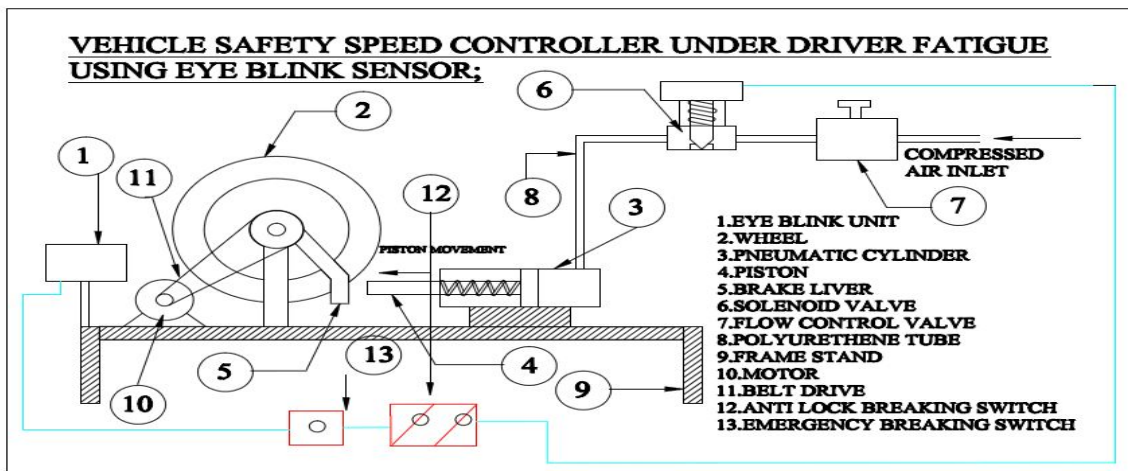 VEHICLE SAFETY SPEED CONTROLLER UNDER DRIVER FATIGUE
USING EYE BLINK SENSOR;
1
11
2
12
PISTON MOVEMENT
6
8
3
COMPRESSED
AIR INLET
7
10
5
13
4
9
1.EYE BLINK UNIT
2.WHEEL
3.PNEUMATIC CYLINDER
4.PISTON
5.BRAKE LIVER
6.SOLENOID VALVE
7.FLOW CONTROL VALVE
8.POLYURETHENE TUBE
9.FRAME STAND
10.MOTOR
11.BELT DRIVE
12.ANTI LOCK BREAKING SWITCH
13.EMERGENCY BREAKING SWITCH